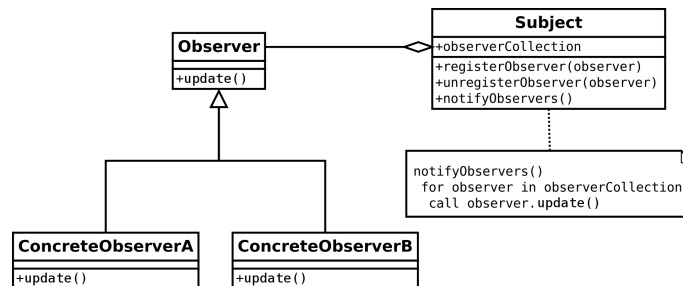 Subject
Observer
+observerCollection
+update()
+registerObserver(observer)
+unregisterObserver(observer)
+notifyObservers()
notifyObservers()
for observer in observerCollection
call observer.update()
ConcreteObserverA
ConcreteObserverB
+update()
+update()